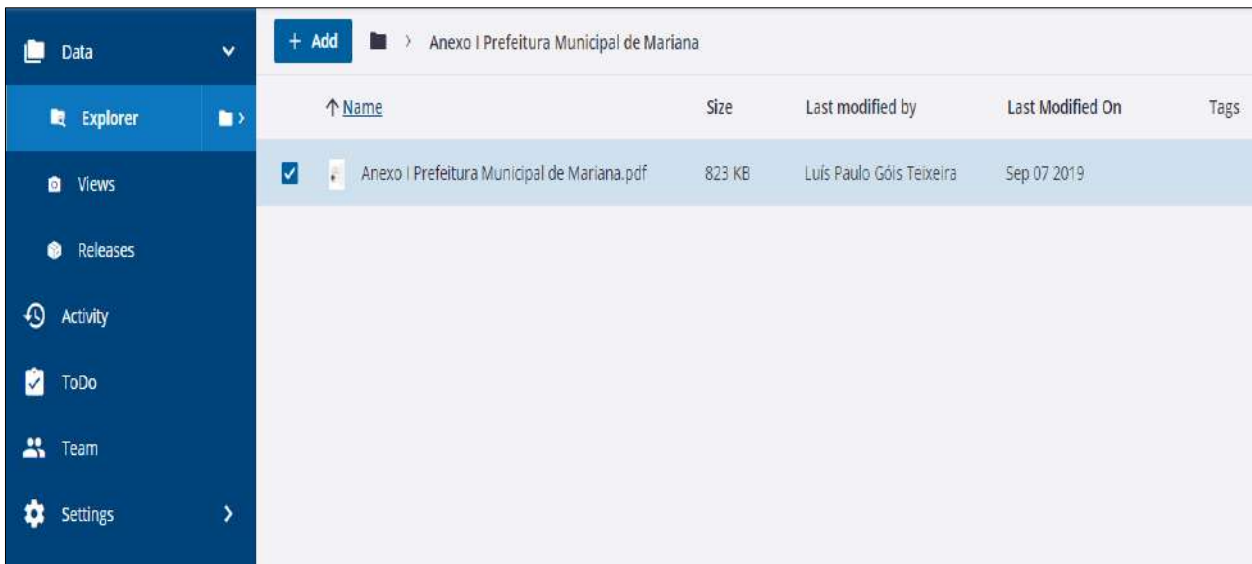 Data
Explorer
Views
Releases
Activity
ToDo
Team
Settings
+ Add > Anexo I Prefeitura Municipal de Mariana
↑ Name Size Last modified by Last Modified On Tags
Anexo I Prefeitura Municipal de Mariana.pdf 823 KB Luís Paulo Góis Teixeira Sep 07 2019